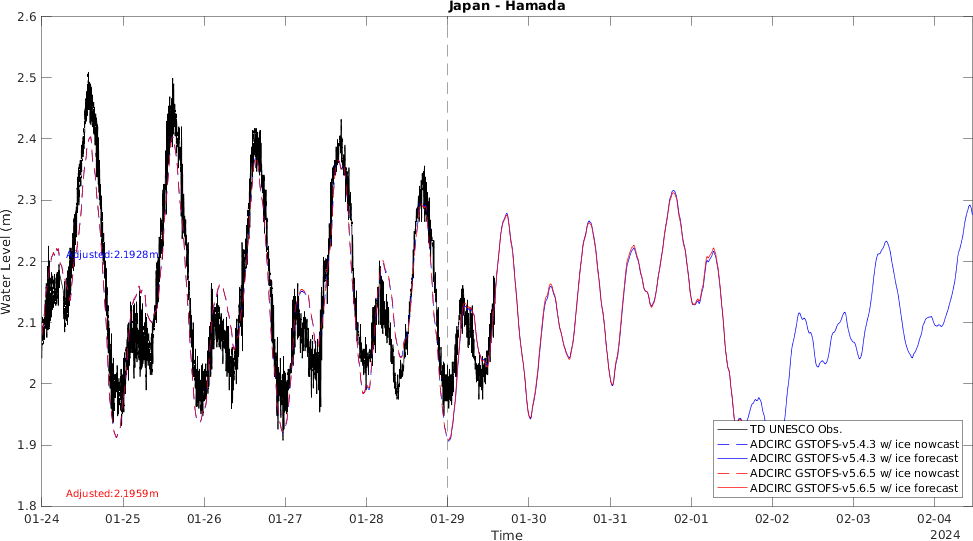 Japan - Hamada
2.6
2.5
2.4
2.3
2.2
2.1
2
1.9
1.8
Water Level (m)
Adjusted:2.1928m
Adjusted:2.1959m
TD UNESCO Obs.
ADCIRC GSTOFS-v5.4.3 w/ ice nowcast
ADCIRC GSTOFS-v5.4.3 w/ ice forecast
ADCIRC GSTOFS-v5.6.5 w/ ice nowcast
ADCIRC GSTOFS-v5.6.5 w/ ice forecast
01-24 01-25 01-26 01-27 01-28 01-29 01-30 01-31 02-01 02-02 02-03 02-04
Time
2024